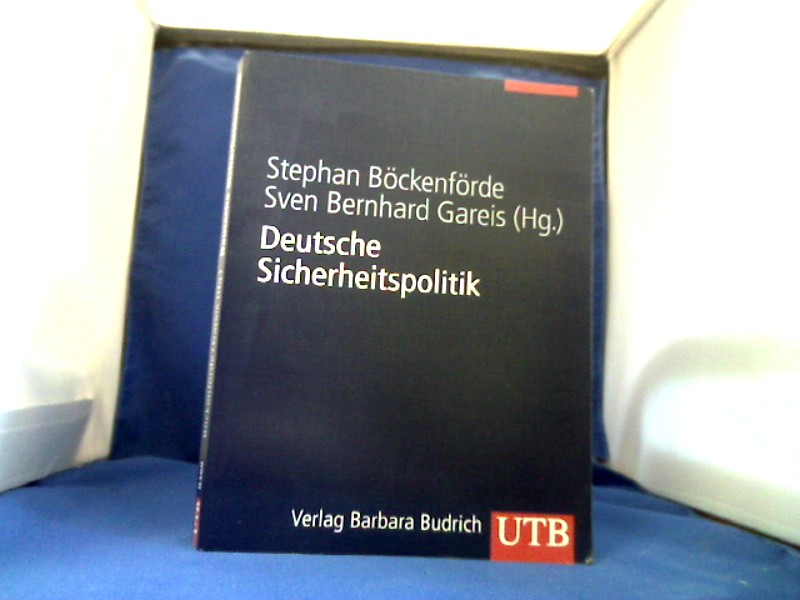 Stephan Böckenförde
Sven Bernhard Gareis (Hg.)
Deutsche
Sicherheitspolitik
Verlag Barbara Budrich
UTB